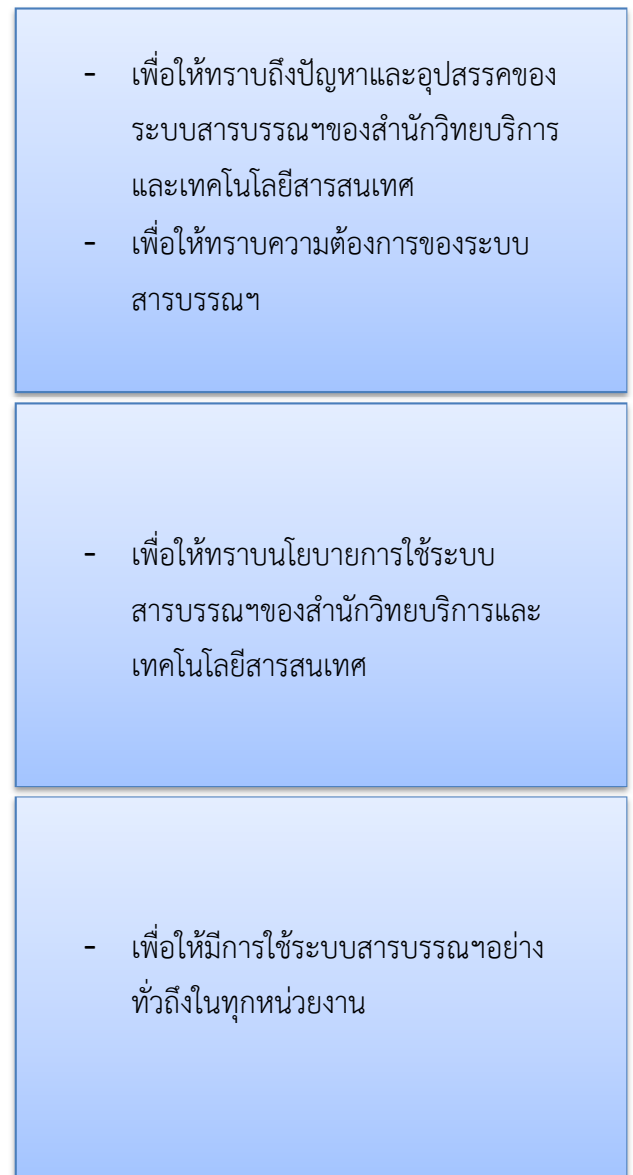 - เพื่อให้ทราบถึงปัญหาและอุปสรรคของ
ระบบสารบรรณฯของสำนักวิทยบริการ
และเทคโนโลยีสารสนเทศ
- เพื่อให้ทราบความต้องการของระบบ
สารบรรณฯ
- เพื่อให้ทราบนโยบายการใช้ระบบ
สารบรรณฯของสำนักวิทยบริการและ
เทคโนโลยีสารสนเทศ
- เพื่อให้มีการใช้ระบบสารบรรณฯอย่าง
ทั่วถึงในทุกหน่วยงาน